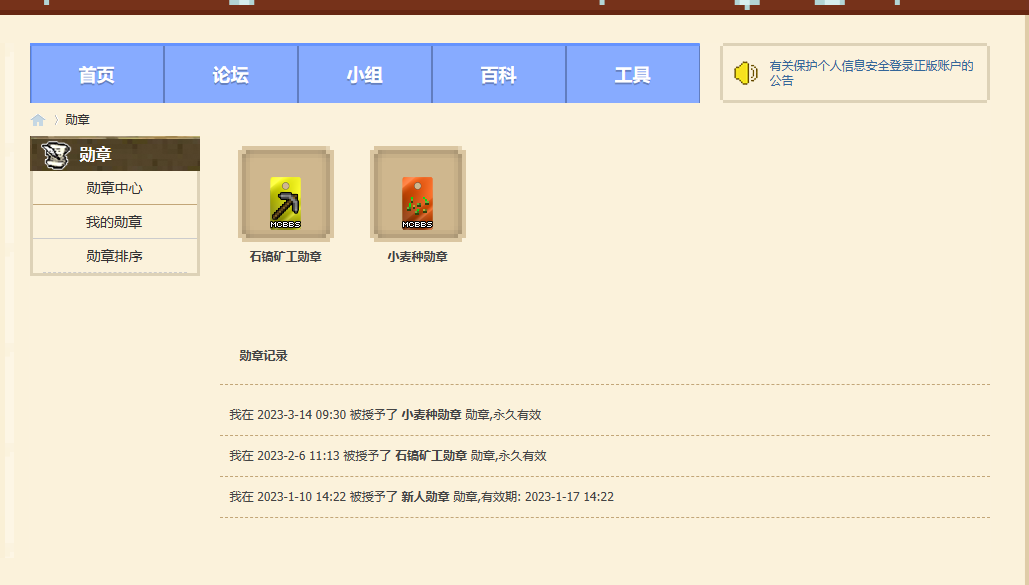 首页 论坛 小组 百科 工具
有关保护个人信息安全登录正版账户的
公告
勋章
勋章
勋章中心
我的勋章
勋章排序
MCBBS MCBBS
石镐矿工勋章 小麦种勋章
勋章记录
我在 2023-3-14 09:30 被授予了 小麦种勋章 勋章,永久有效
我在 2023-2-6 11:13 被授予了 石镐矿工勋章 勋章,永久有效
我在 2023-1-10 14:22 被授予了 新人勋章 勋章,有效期: 2023-1-17 14:22